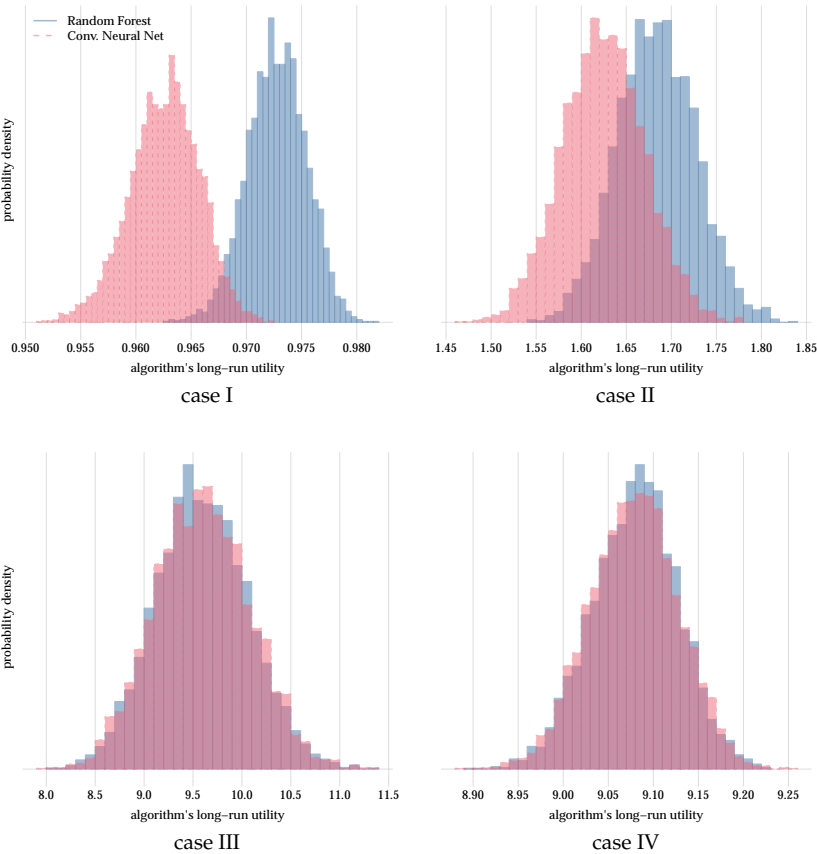 Random Forest
Conv. Neural Net
probability density
0.950 0.955 0.960 0.965 0.970 0.975 0.980
algorithm's long−run utility
case I
1.45 1.50 1.55 1.60 1.65 1.70 1.75 1.80 1.85
algorithm's long−run utility
case II
probability density
8.0 8.5 9.0 9.5 10.0 10.5 11.0 11.5
algorithm's long−run utility
case III
8.90 8.95 9.00 9.05 9.10 9.15 9.20 9.25
algorithm's long−run utility
case IV